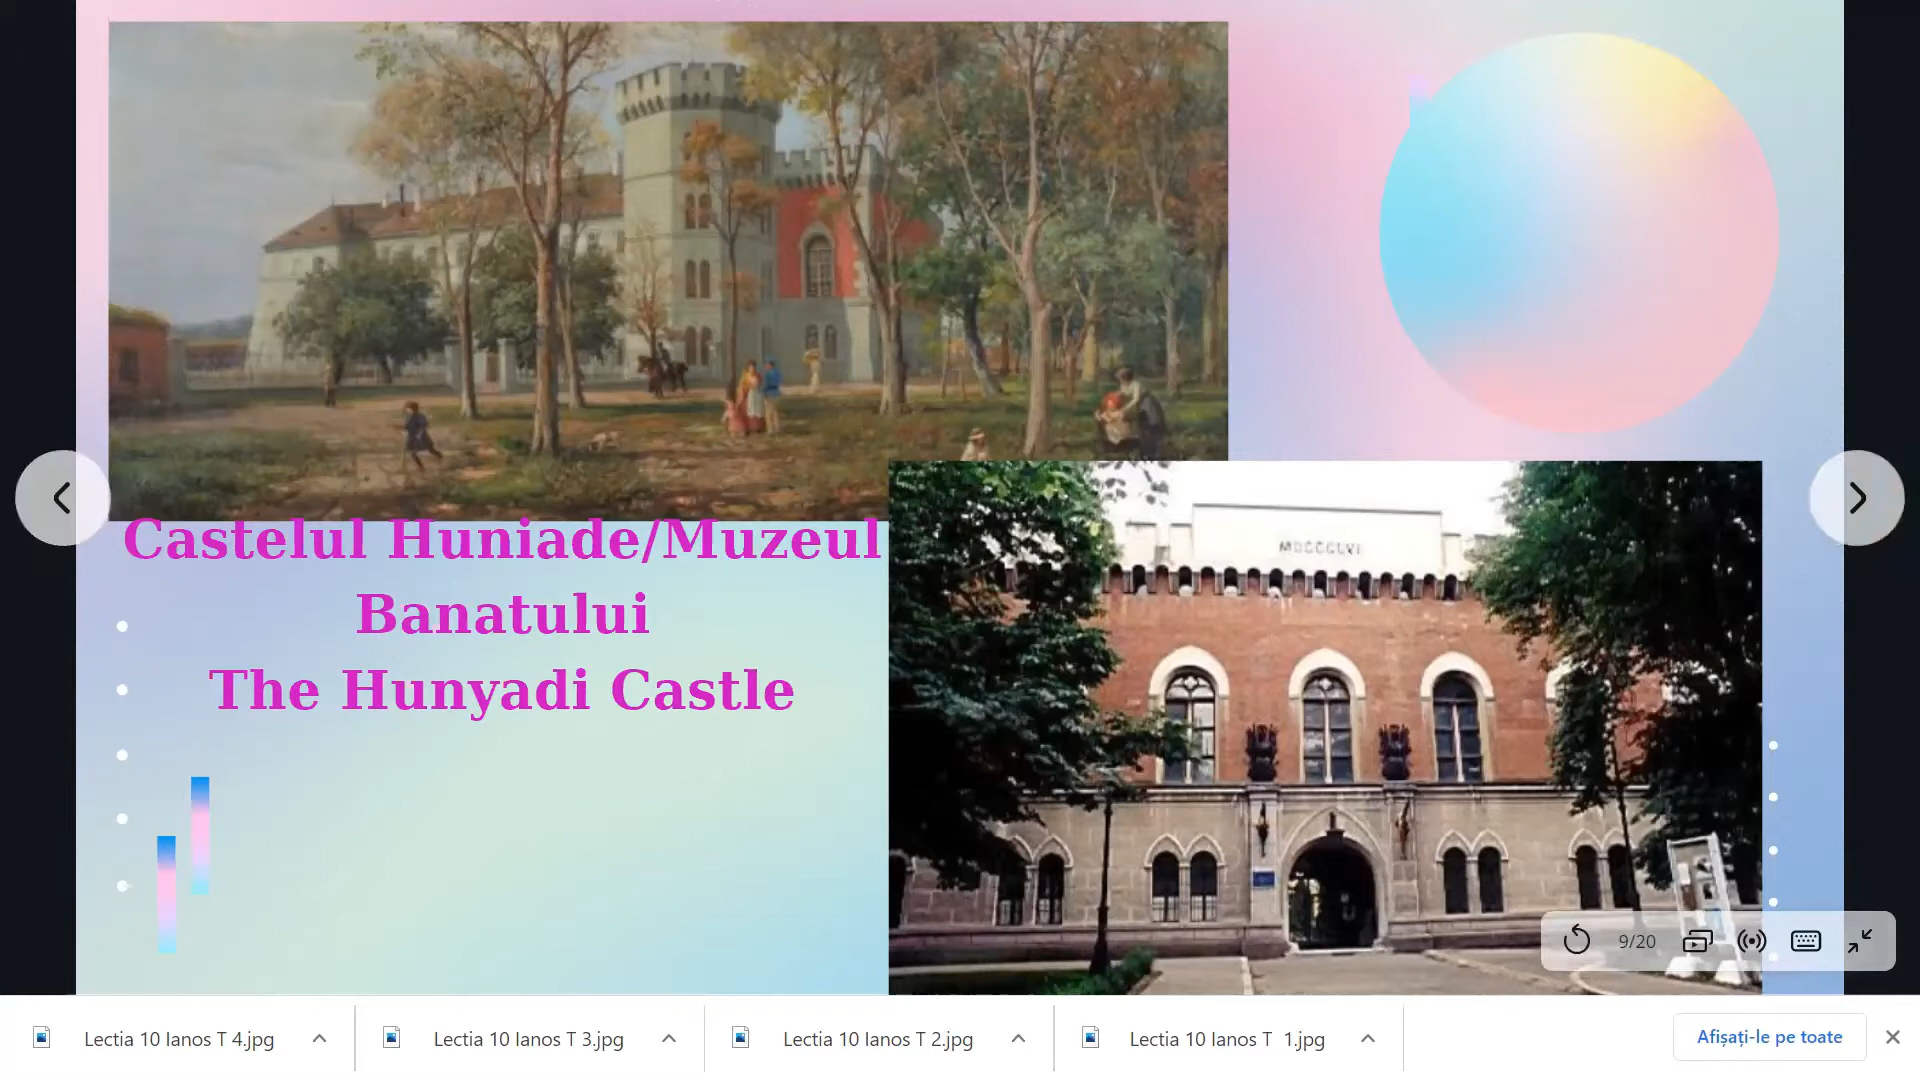 Castelul Huniade/Muzeul
Banatului
The Hunyadi Castle
9/20
Lectia 10 Ianos T 4.jpg
Lectia 10 Ianos T 3.jpg
Lectia 10 Ianos T 2.jpg
Lectia 10 Ianos T  1.jpg
Afișați-le pe toate